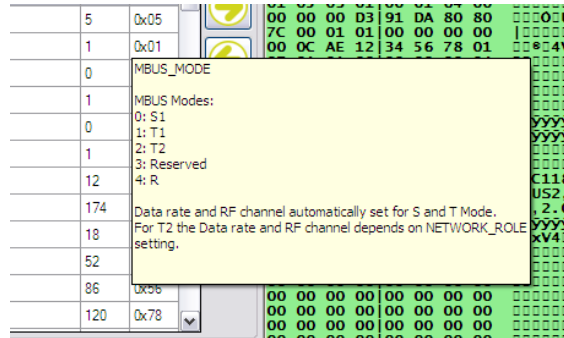 5 0x05
1 0x01
0
1
0
1
12
174
18
52
86 0x56
120 0x78
MBUS_MODE
MBUS Modes:
0: S1
1: T1
2: T2
3: Reserved
4: R
Data rate and RF channel automatically set for S and T Mode.
For T2 the Data rate and RF channel depends on NETWORK_ROLE
setting.
00 00 00 D3|91 DA 80 80
7C 00 01 01|00 00 00 00
00 0C AE 12|34 56 78 01
C118
US2
00 00 00 00|00 00 00 00
00 00 00 00|00 00 00 00
00 00 00 00|00 00 00 00